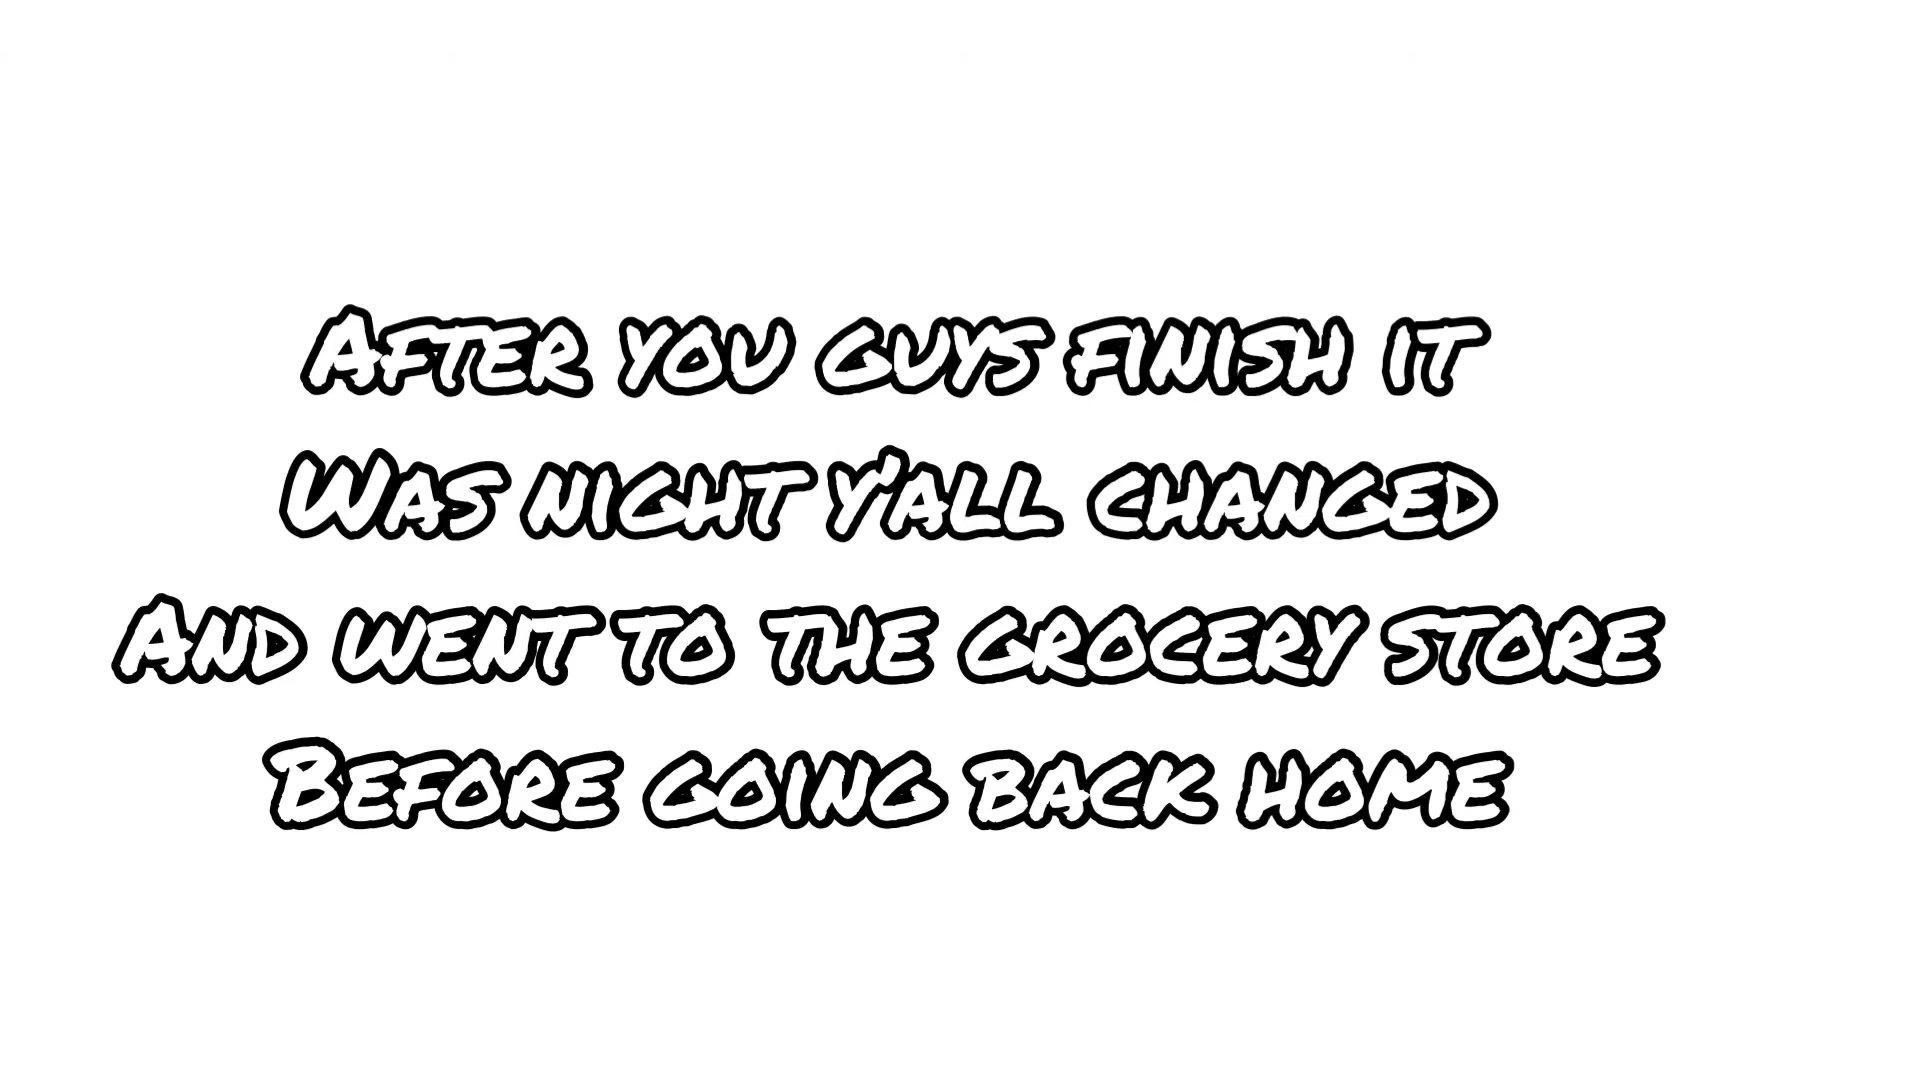 After you guys finish it
Was night y'all changed
And went to the grocery store
Before going back home